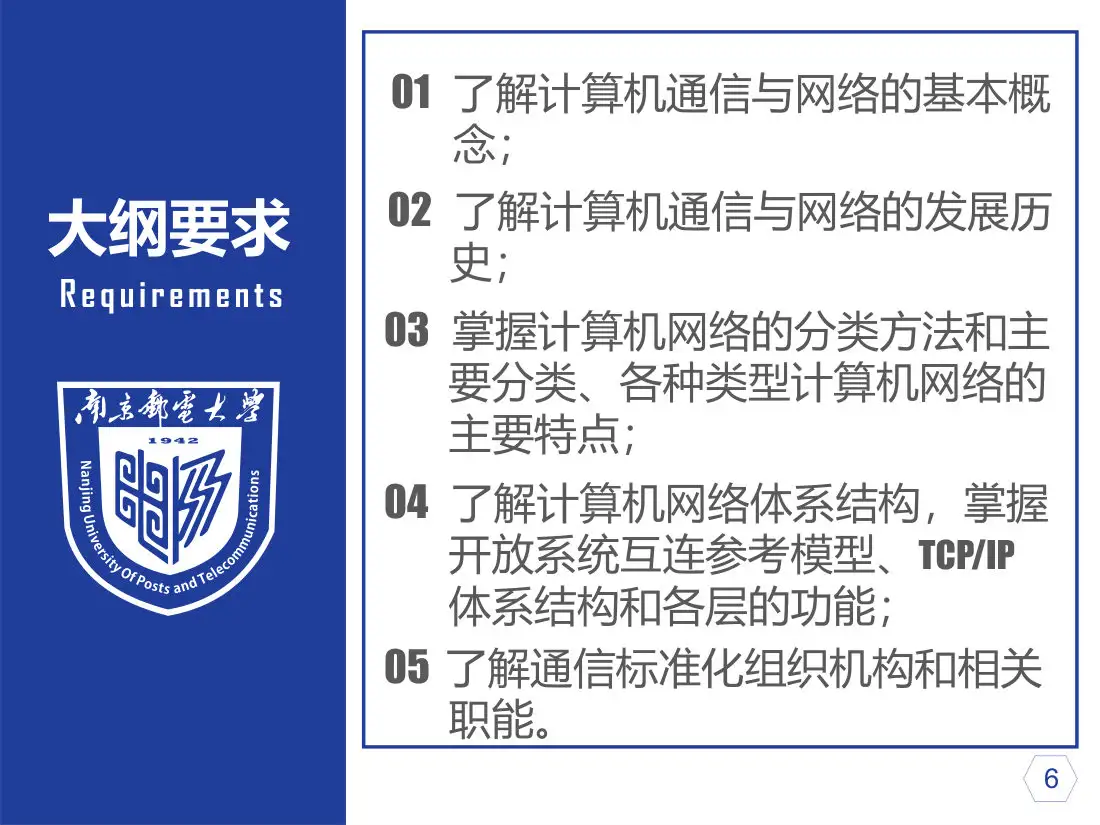 大纲要求
Requirements
南京郵電大學
1942
Nanjing University Of Posts and Telecommunications
01 了解计算机通信与网络的基本概
念；
02 了解计算机通信与网络的发展历
史；
03 掌握计算机网络的分类方法和主
要分类、各种类型计算机网络的
主要特点；
04 了解计算机网络体系结构，掌握
开放系统互连参考模型、TCP/IP
体系结构和各层的功能；
05 了解通信标准化组织机构和相关
职能。
6